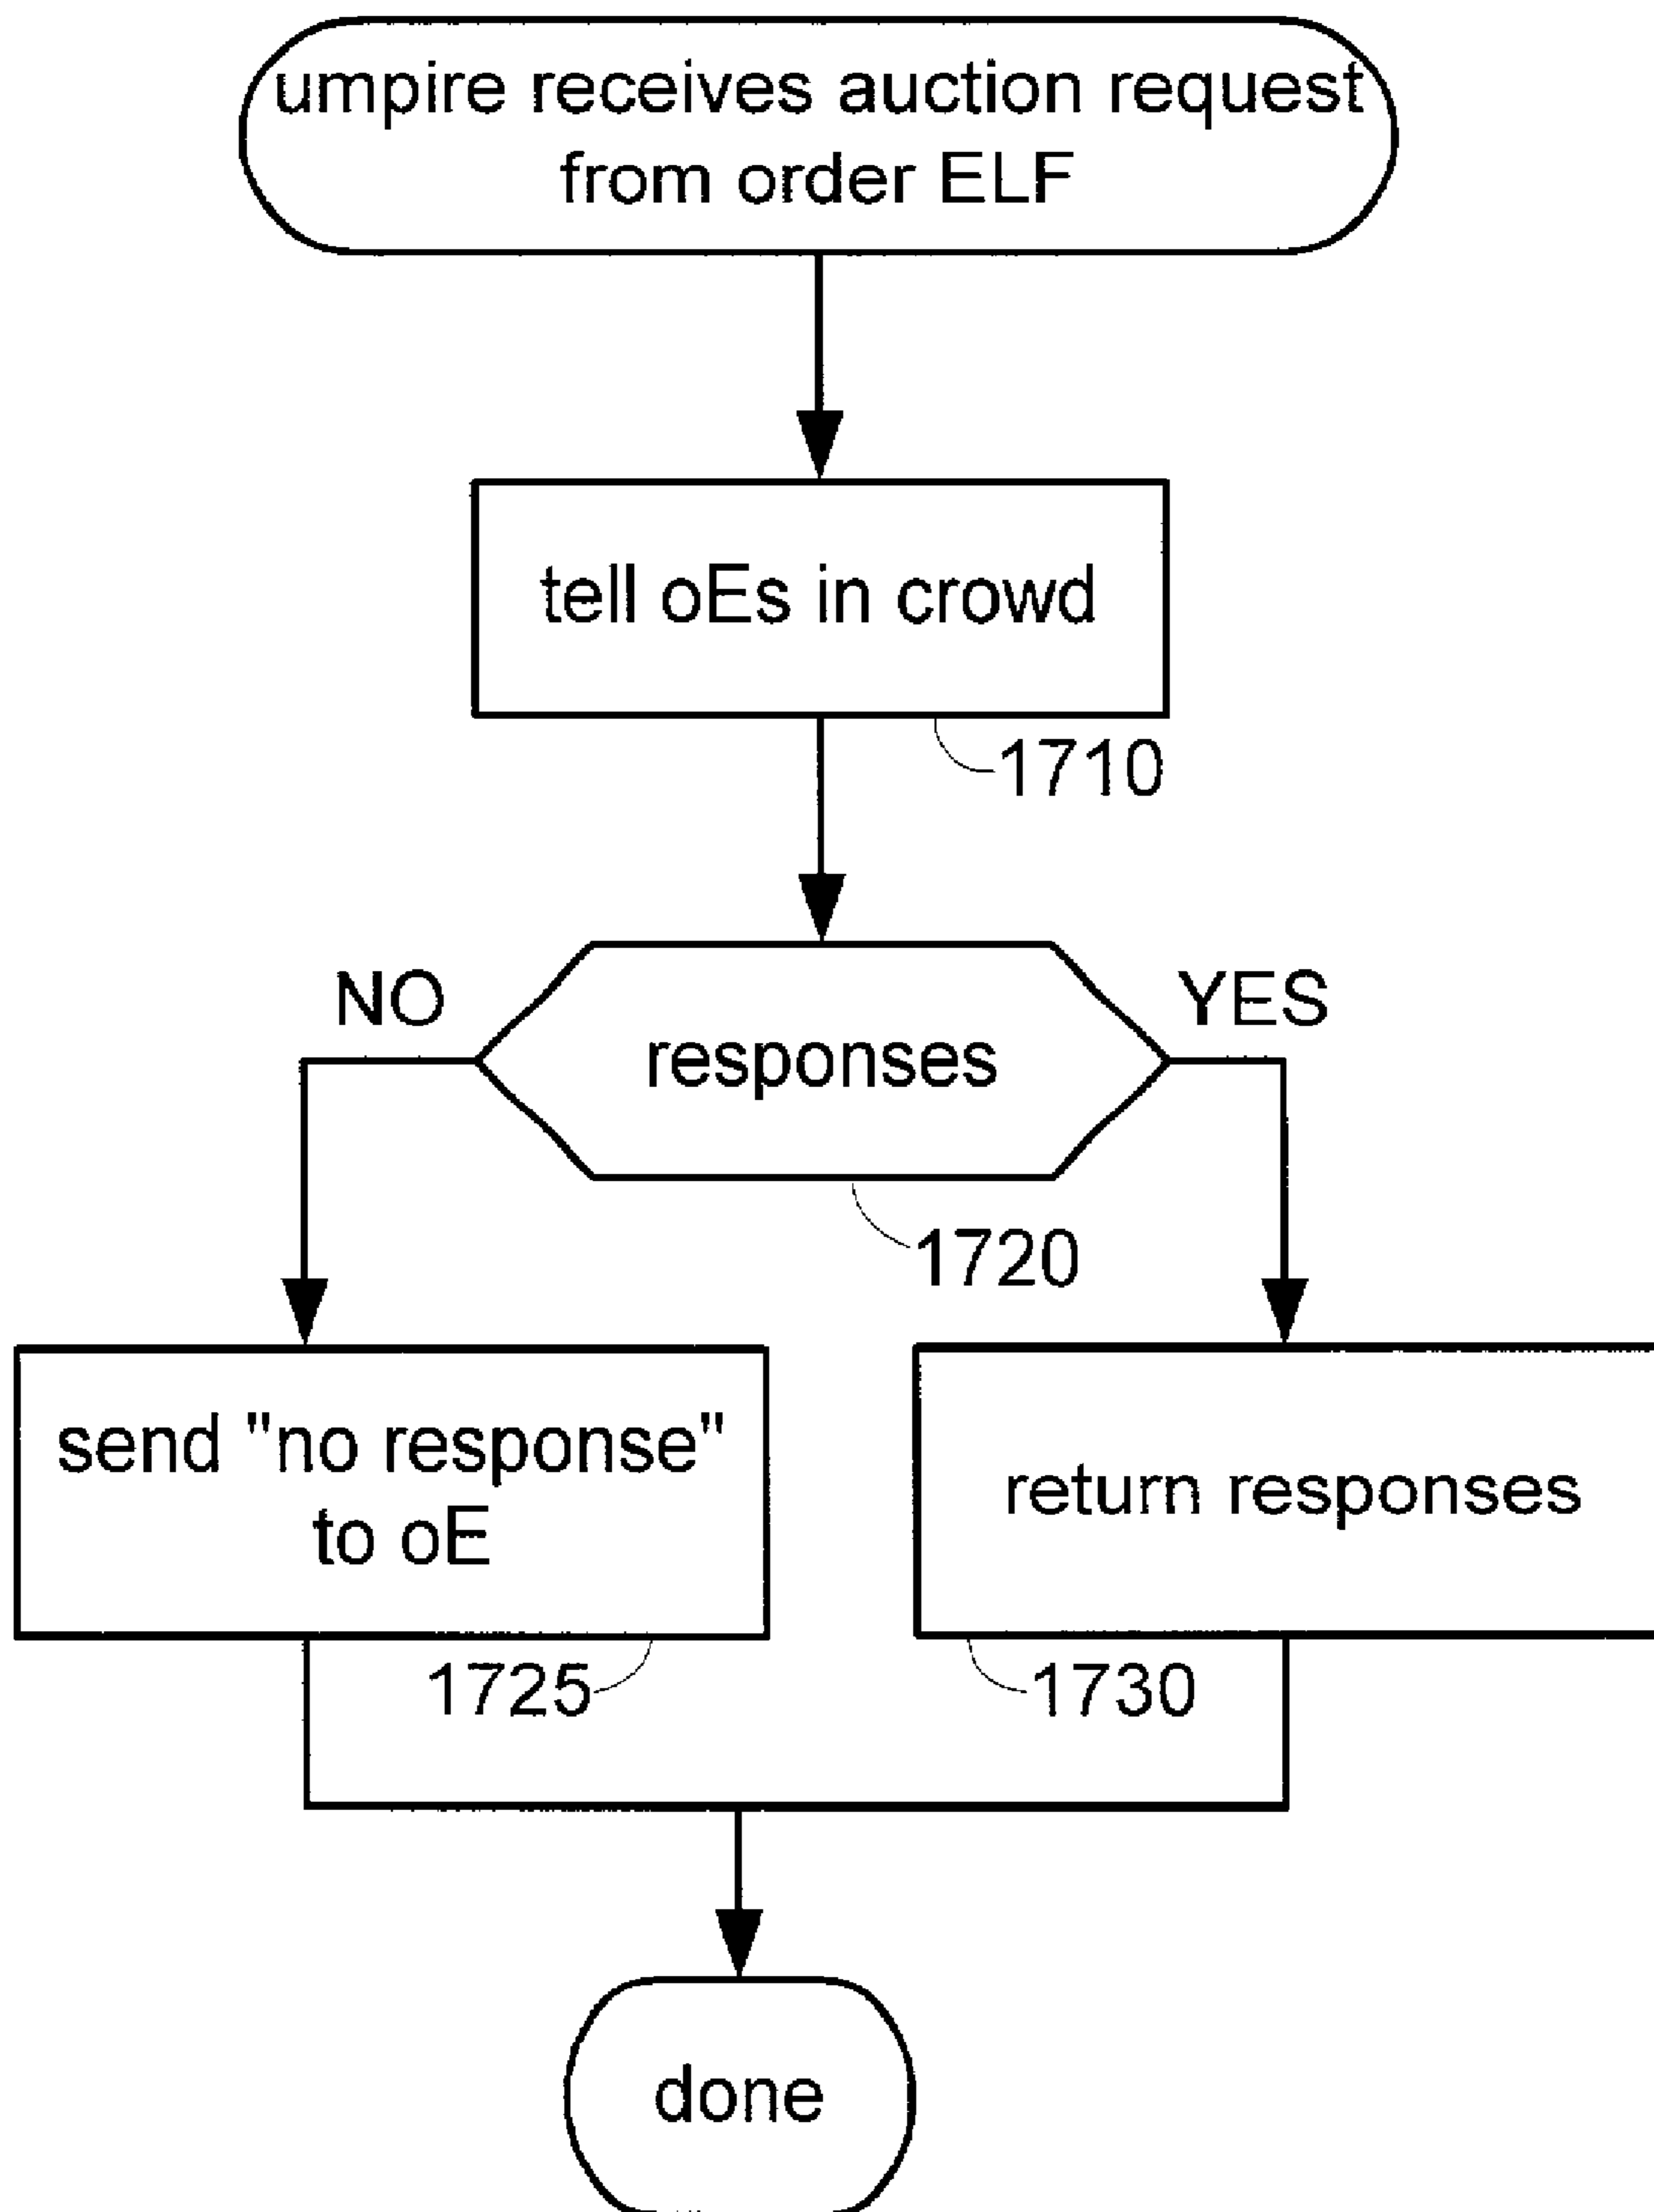 umpire receives auction request
from order ELF
tell oEs in crowd
1710
NO
YES
responses
1720
send "no response"
to oE
return responses
1725
1730
done